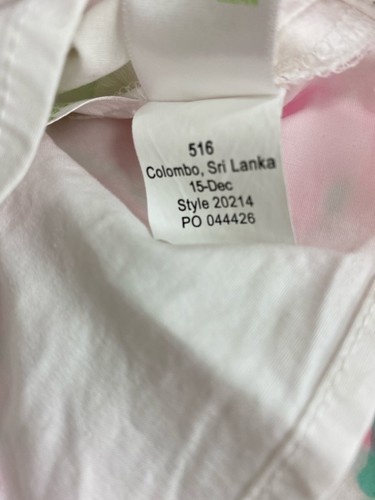 516
Colombo, Sri Lanka
15-Dec
Style 20214
PO 044426